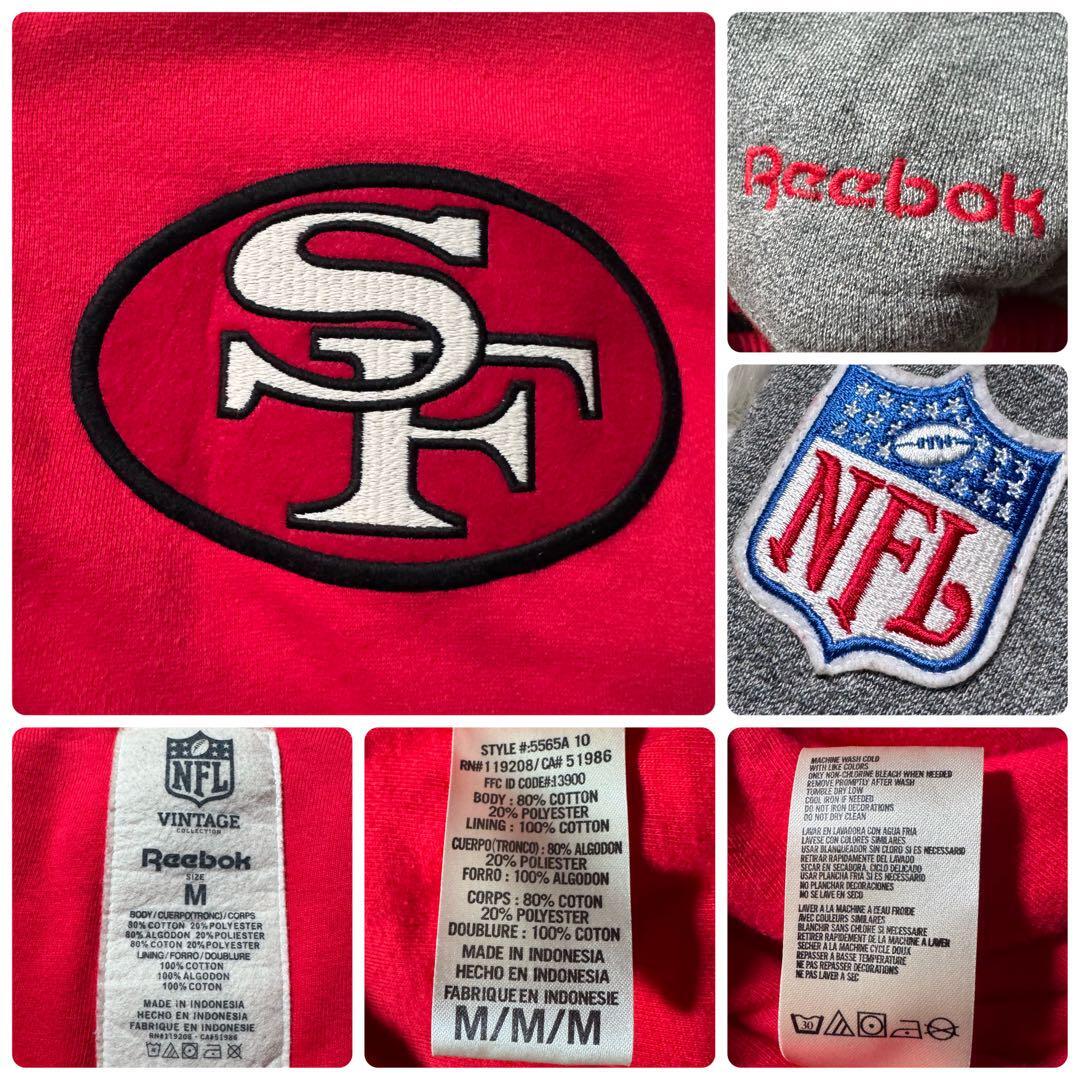 SF
Reebok
NFL
NFL
VINTAGE
COLLECTION
Reebok
SIZE
M
BODY/CUERPO(TRONC)/CORPS
80% COTTON 20% POLYESTER
80% ALGODON 20% POLIESTER
80% COTON 20% POLYESTER
LINING/FORRO/DOUBLURE
100% COTTON
100% ALGODON
100% COTON
MADE IN INDONESIA
HECHO EN INDONESIA
FABRIQUE EN INDONESIE
RN#119208 - CA#51986
STYLE #:5565A 10
RN#119208/CA# 51986
FFC ID CODE#:13900
BODY : 80% COTTON
20% POLYESTER
LINING : 100% COTTON
CUERPO(TRONCO) : 80% ALGODON
20% POLIESTER
FORRO : 100% ALGODON
CORPS : 80% COTON
20% POLYESTER
DOUBLURE : 100% COTON
MADE IN INDONESIA
HECHO EN INDONESIA
FABRIQUE EN INDONESIE
M/M/M
MACHINE WASH COLD
WITH LIKE COLORS
ONLY NON-CHLORINE BLEACH WHEN NEEDED
REMOVE PROMPTLY AFTER WASH
TUMBLE DRY LOW
COOL IRON IF NEEDED
DO NOT IRON DECORATIONS
DO NOT DRY CLEAN
LAVAR EN LAVADORA CON AGUA FRIA
LAVESE CON COLORES SIMILARES
USAR BLANQUEADOR SIN CLORO SI ES NECESARIO
RETIRAR RAPIDAMENTE DEL LAVADO
SECAR EN SECADORA, CICLO DELICADO
USAR PLANCHA FRIA SI ES NECESARIO
NO PLANCHAR DECORACIONES
NO SE LAVE EN SECO
LAVER A LA MACHINE A L'EAU FROIDE
AVEC COULEURS SIMILAIRES
BLANCHIR SANS CHLORE SI NECESSAIRE
RETIRER RAPIDEMENT DE LA MACHINE A LAVER
SECHER A LA MACHINE CYCLE DOUX
REPASSER A BASSE TEMPERATURE
NE PAS REPASSER DECORATIONS
NE PAS LAVER A SEC
30